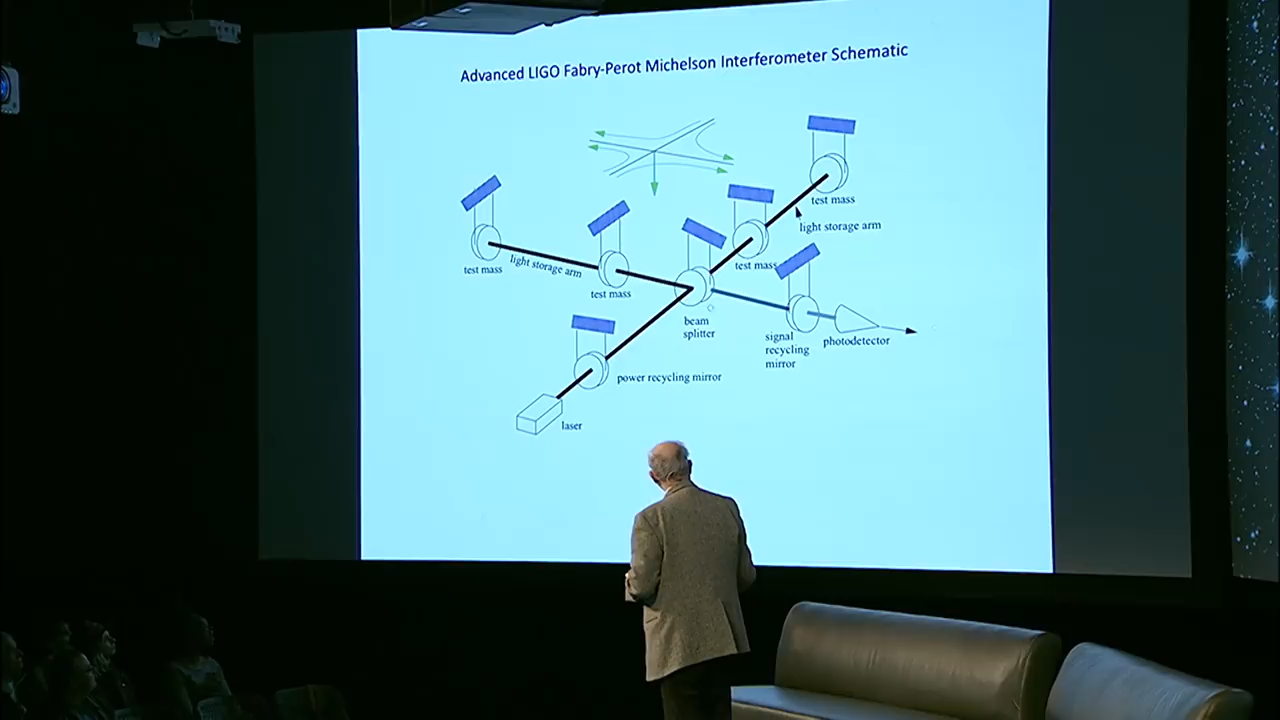 Advanced LIGO Fabry-Perot Michelson Interferometer Schematic
test mass
light storage arm
test mass
light storage arm
test mass
test mass
beam
splitter
signal
recycling
mirror
photodetector
power recycling mirror
laser